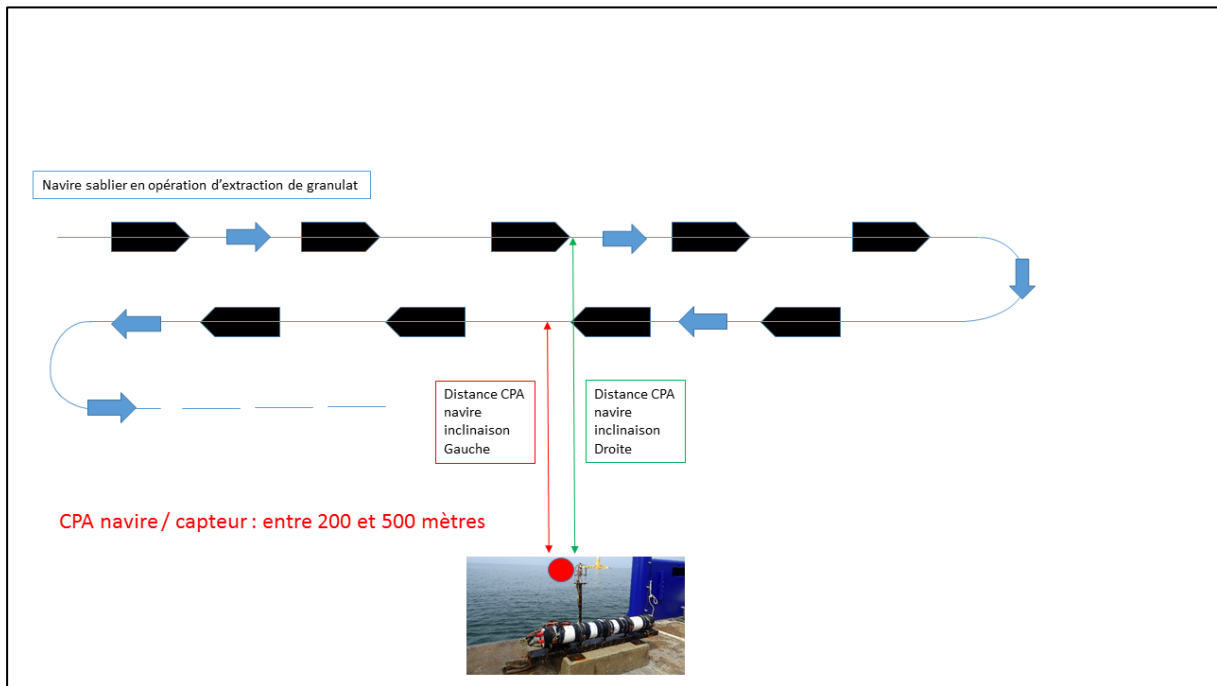 Navire sablier en opération d'extraction de granulat
Distance CPA
navire
inclinaison
Gauche
Distance CPA
navire
inclinaison
Droite
CPA navire / capteur : entre 200 et 500 mètres